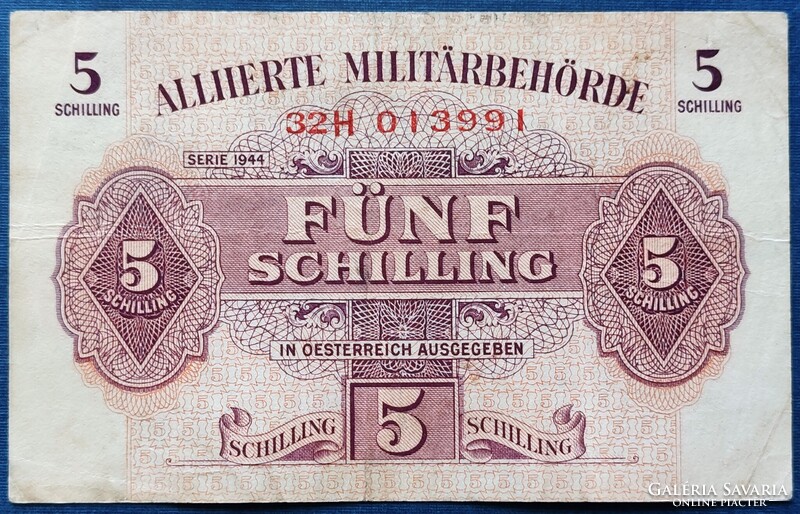 5
SCHILLING
5
SCHILLING
ALLIIERTE MILITÄRBEHÖRDE
32H 013991
SERIE 1944
FÜNF
SCHILLING
5
SCHILLING
5
SCHILLING
IN OESTERREICH AUSGEGEBEN
SCHILLING
5
SCHILLING
GALÉRIA SAVARIA
ONLINE PIACTÉR